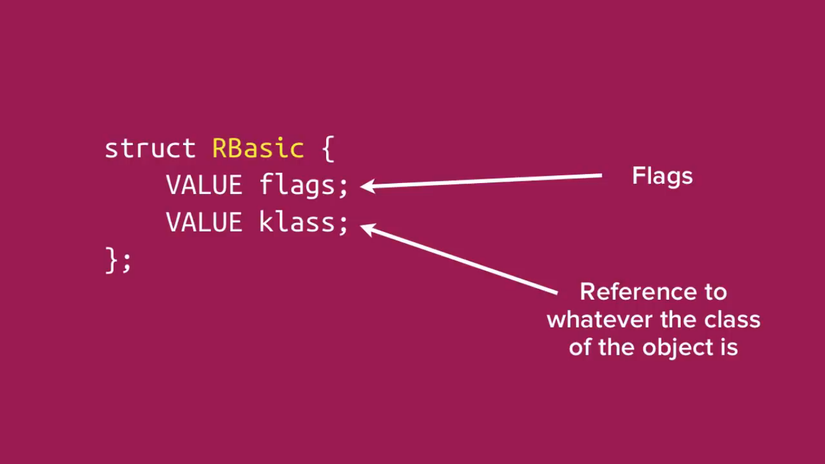 struct RBasic {
VALUE flags;
VALUE klass;
};
Flags
Reference to
whatever the class
of the object is